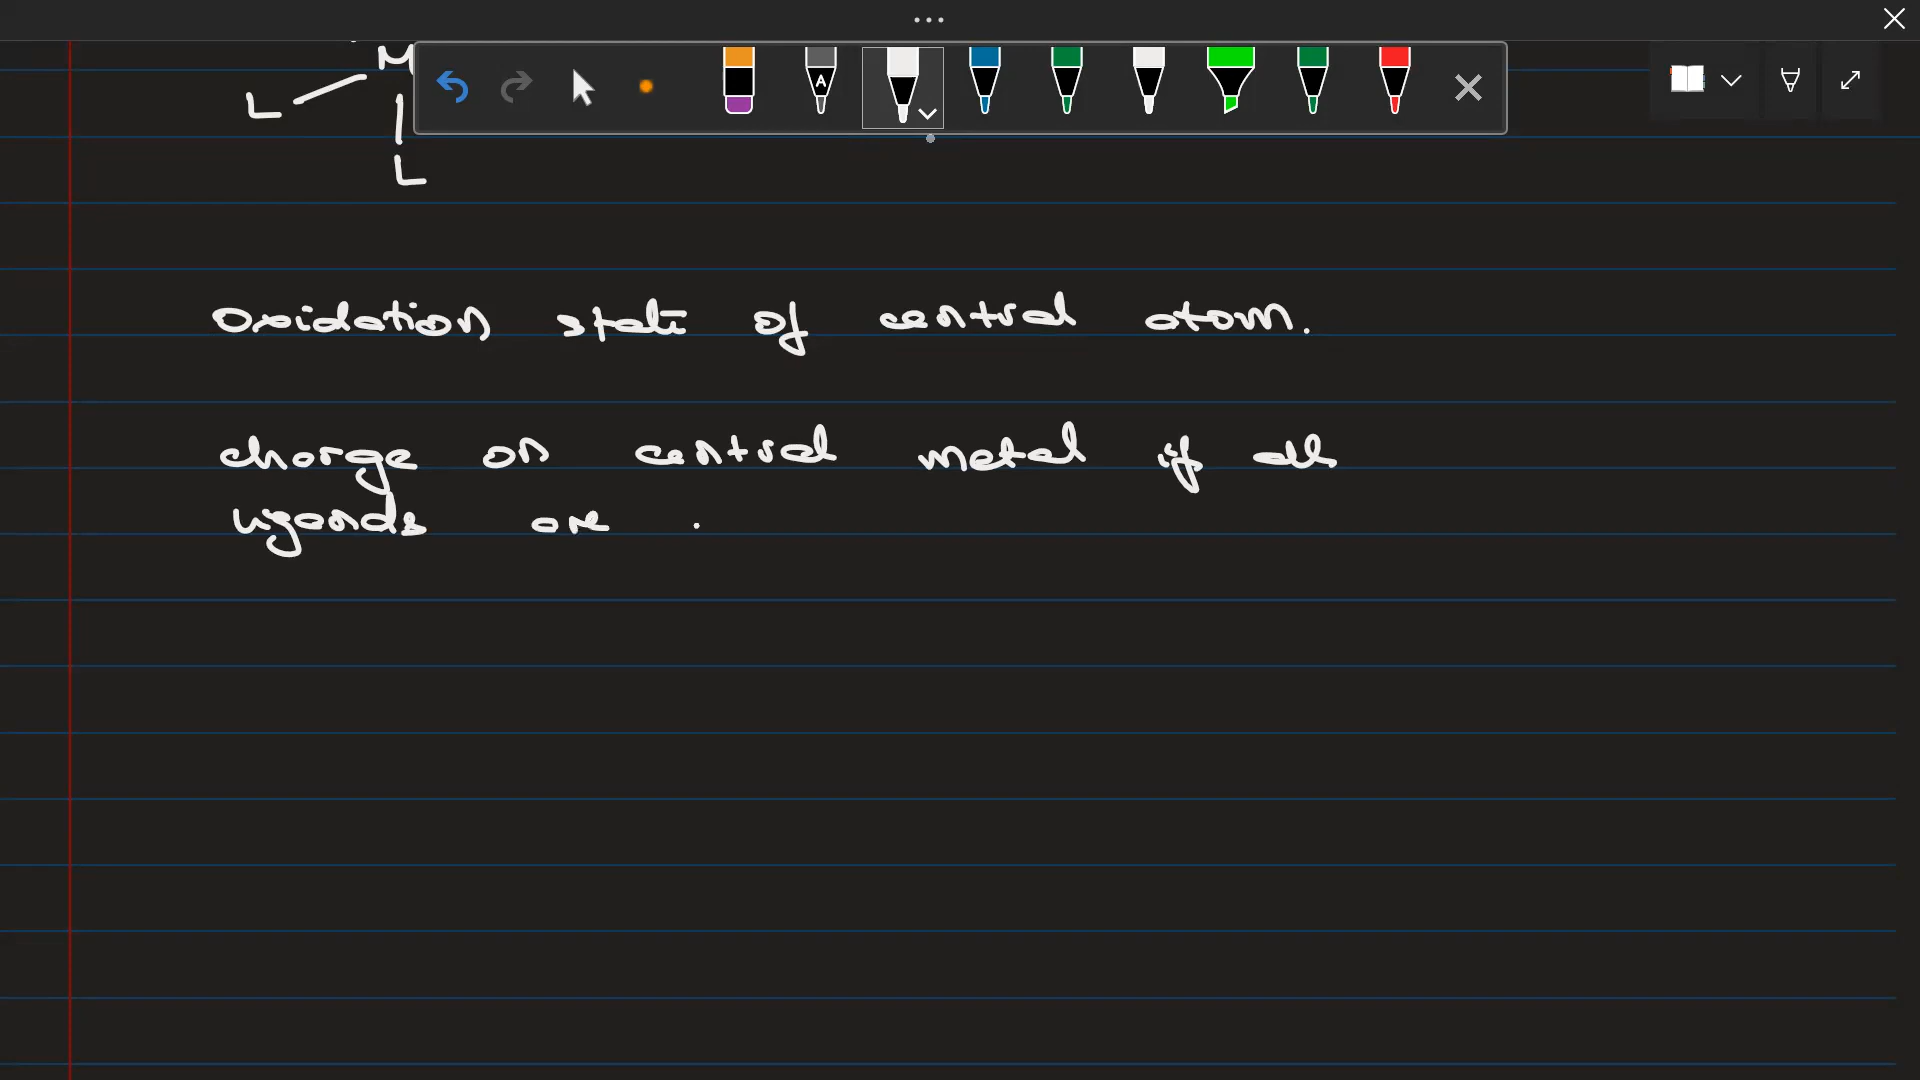 M
L
L
A
oxidation state of central atom.
charge on central metal if all
ligands are .